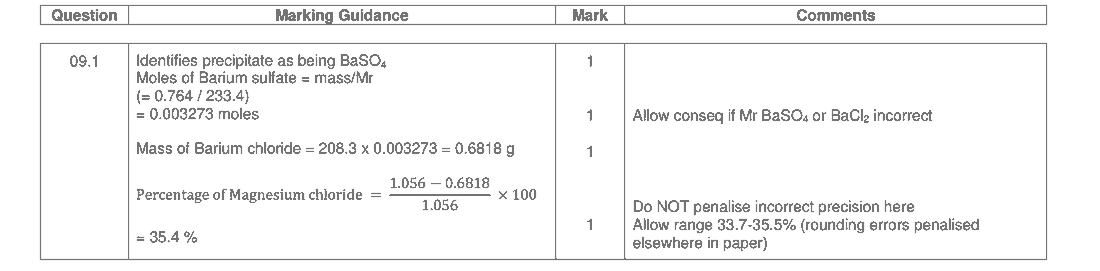 Question Marking Guidance Mark Comments
09.1 Identifies precipitate as being BaSO₄ 1
Moles of Barium sulfate = mass/Mr
(= 0.764 / 233.4)
= 0.003273 moles 1 Allow conseq if Mr BaSO₄ or BaCl₂ incorrect
Mass of Barium chloride = 208.3 x 0.003273 = 0.6818 g 1
Percentage of Magnesium chloride = (1.056 − 0.6818) / 1.056 × 100
Do NOT penalise incorrect precision here
= 35.4 % 1 Allow range 33.7-35.5% (rounding errors penalised
elsewhere in paper)